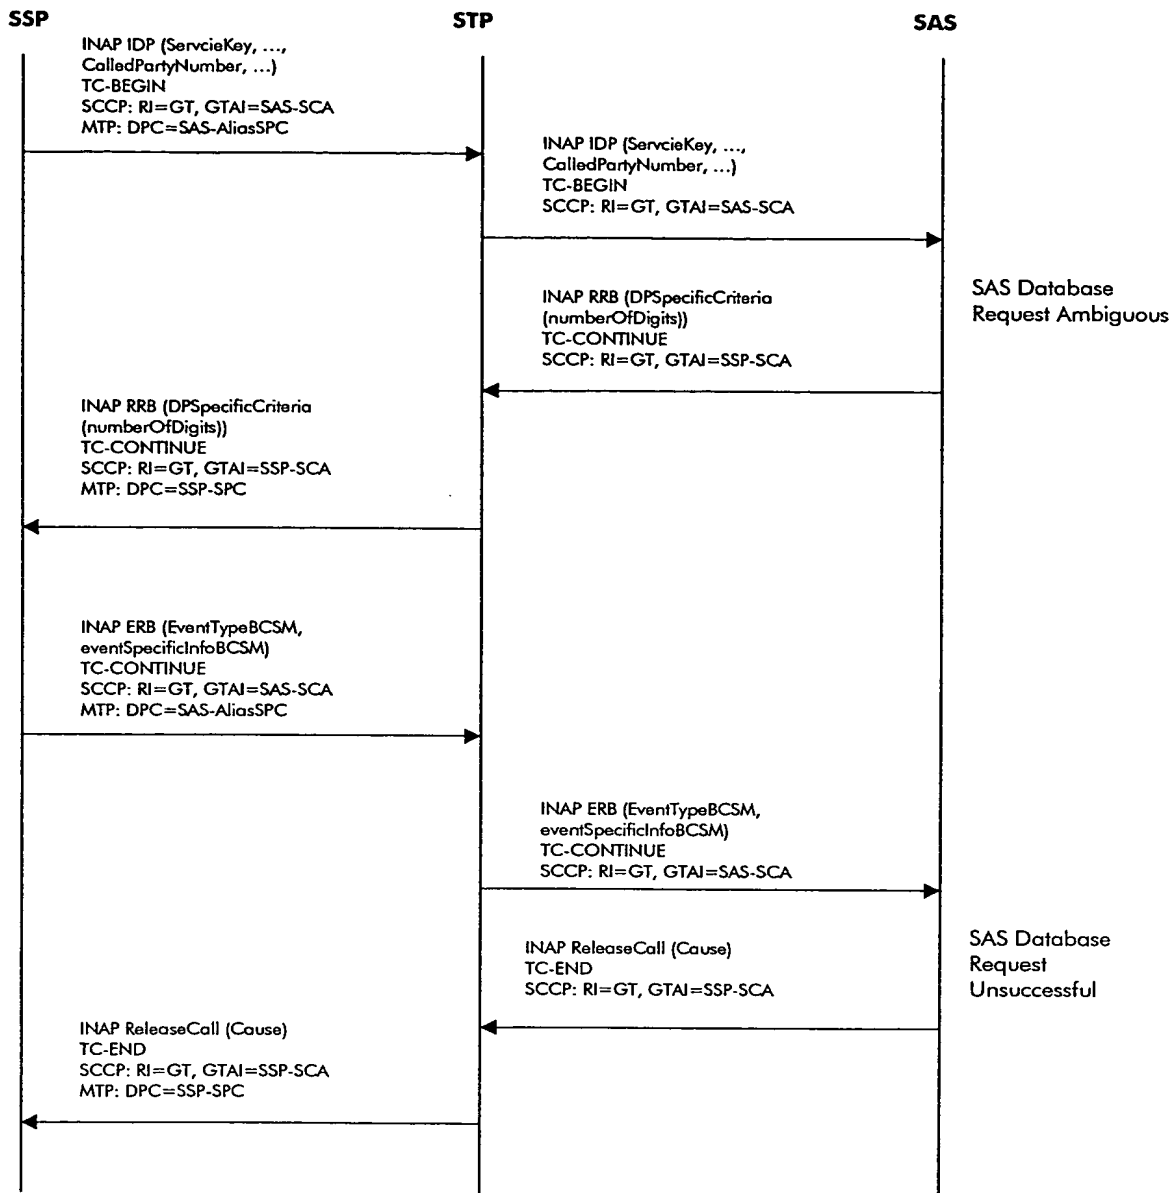 SSP
STP
SAS
INAP IDP (ServcieKey, ...,
CalledPartyNumber, ...)
TC-BEGIN
SCCP: RI=GT, GTAI=SAS-SCA
MTP: DPC=SAS-AliasSPC
INAP IDP (ServcieKey, ...,
CalledPartyNumber, ...)
TC-BEGIN
SCCP: RI=GT, GTAI=SAS-SCA
SAS Database
Request Ambiguous
INAP RRB (DPSpecificCriteria
(numberOfDigits))
TC-CONTINUE
SCCP: RI=GT, GTAI=SSP-SCA
INAP RRB (DPSpecificCriteria
(numberOfDigits))
TC-CONTINUE
SCCP: RI=GT, GTAI=SSP-SCA
MTP: DPC=SSP-SPC
INAP ERB (EventTypeBCSM,
eventSpecificInfoBCSM)
TC-CONTINUE
SCCP: RI=GT, GTAI=SAS-SCA
MTP: DPC=SAS-AliasSPC
INAP ERB (EventTypeBCSM,
eventSpecificInfoBCSM)
TC-CONTINUE
SCCP: RI=GT, GTAI=SAS-SCA
SAS Database
Request
Unsuccessful
INAP ReleaseCall (Cause)
TC-END
SCCP: RI=GT, GTAI=SSP-SCA
INAP ReleaseCall (Cause)
TC-END
SCCP: RI=GT, GTAI=SSP-SCA
MTP: DPC=SSP-SPC